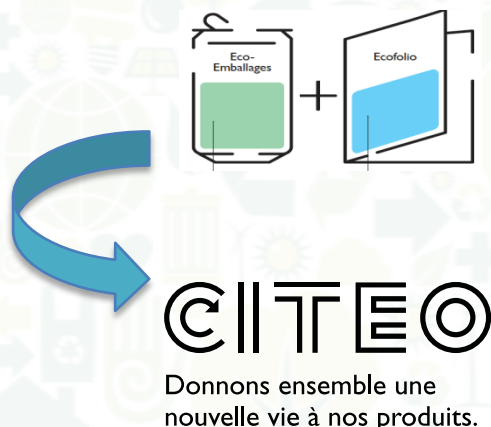 Eco-
Emballages
Ecofolio
CITEO
Donnons ensemble une
nouvelle vie à nos produits.